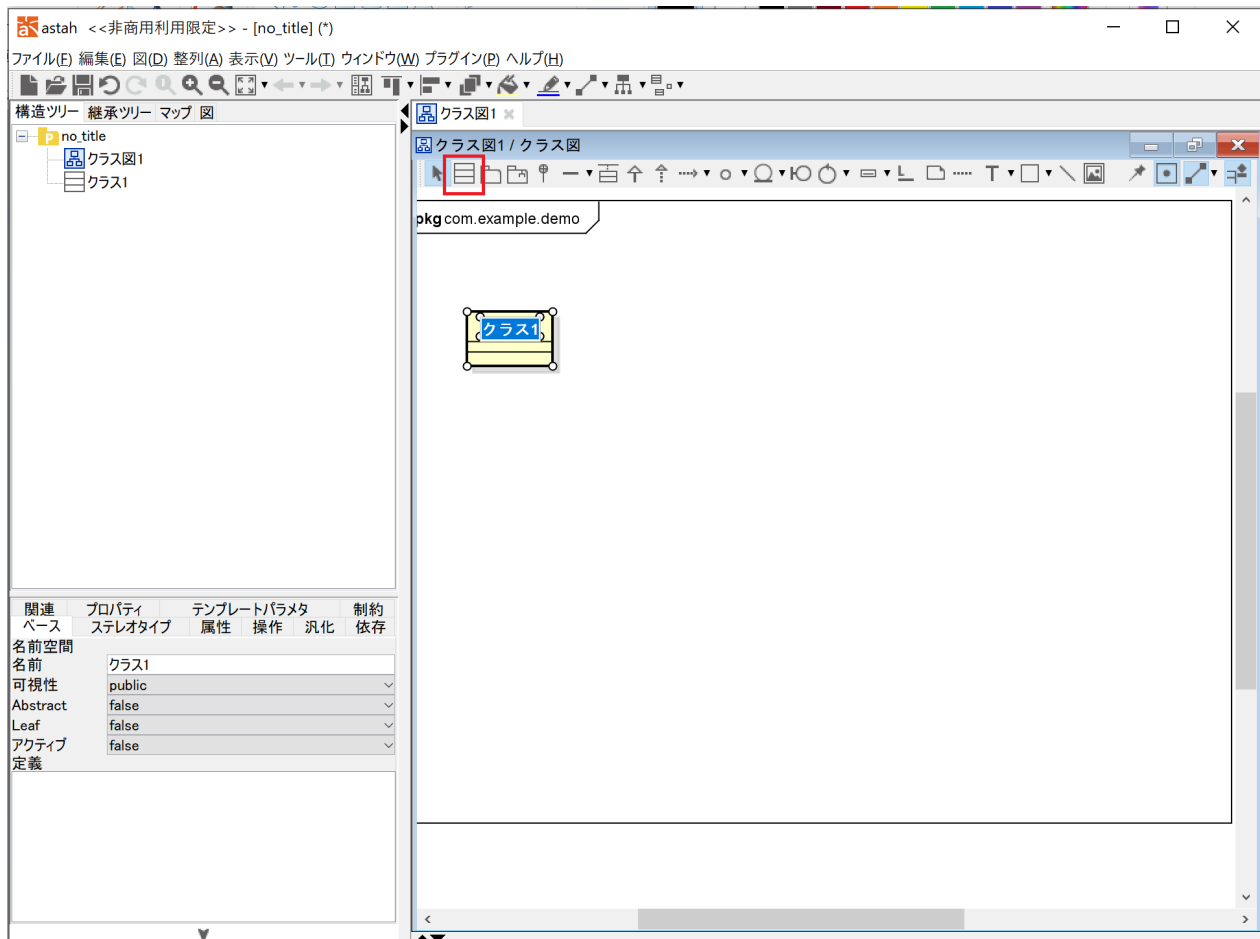 astah <<非商用利用限定>> - [no_title] (*)
ファイル(F) 編集(E) 図(D) 整列(A) 表示(V) ツール(T) ウィンドウ(W) プラグイン(P) ヘルプ(H)
構造ツリー 継承ツリー マップ 図
no_title
クラス図1
クラス1
関連 プロパティ テンプレートパラメタ 制約
ベース ステレオタイプ 属性 操作 汎化 依存
名前空間
名前 クラス1
可視性 public
Abstract false
Leaf false
アクティブ false
定義
クラス図1
クラス図1 / クラス図
pkg com.example.demo
クラス1